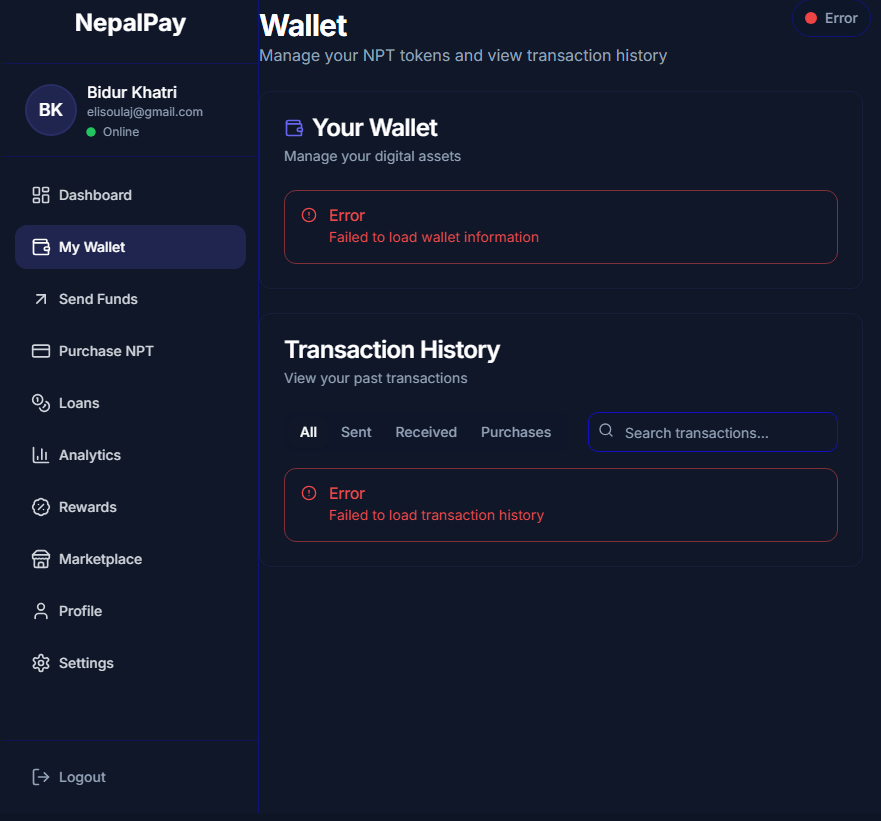 NepalPay
BK
Bidur Khatri
elisoulaj@gmail.com
Online
Dashboard
My Wallet
Send Funds
Purchase NPT
Loans
Analytics
Rewards
Marketplace
Profile
Settings
Logout
Wallet
Error
Manage your NPT tokens and view transaction history
Your Wallet
Manage your digital assets
Error
Failed to load wallet information
Transaction History
View your past transactions
All Sent Received Purchases Search transactions...
Error
Failed to load transaction history